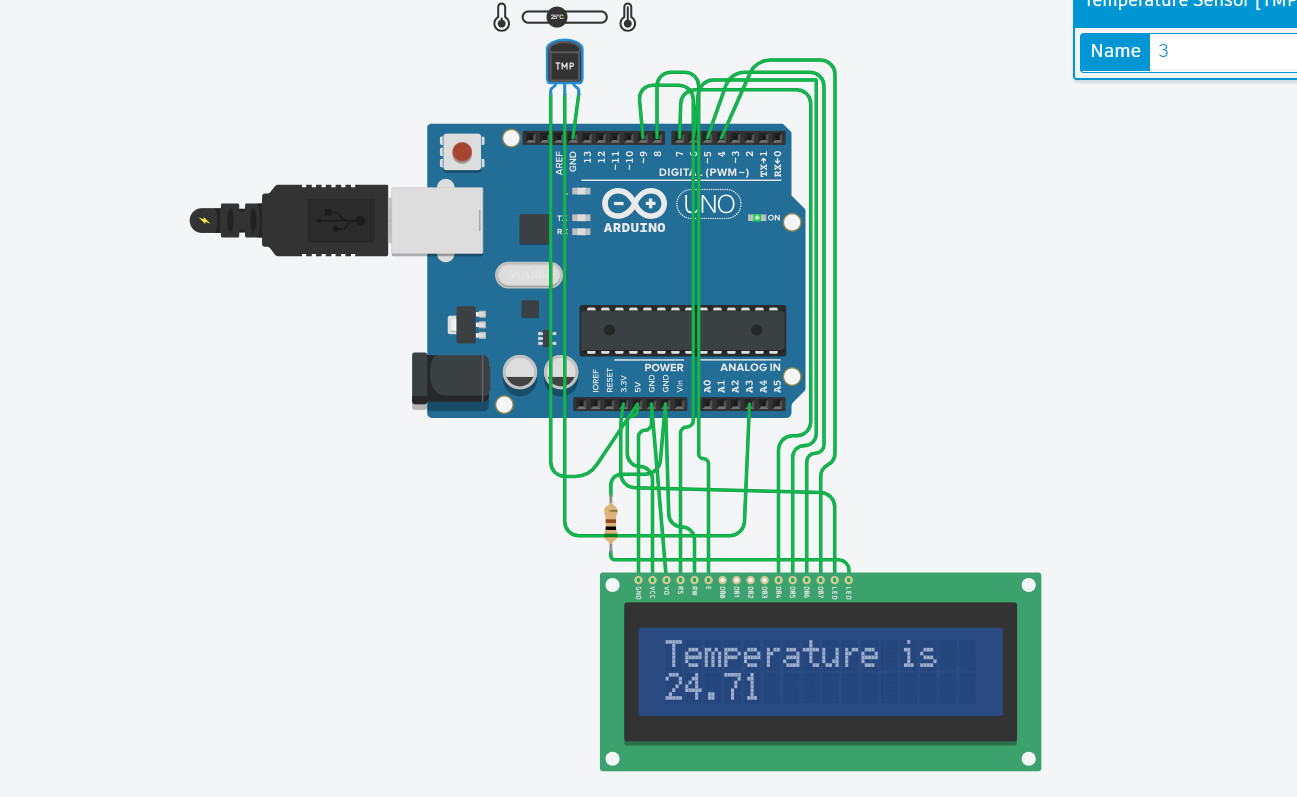 Temperature Sensor [TMP
Name 3
25°C
TMP
AREF GND 13 12 ~11 ~10 ~9 8 7 6 ~5 4 ~3 2 TX→1 RX←0
DIGITAL (PWM~)
UNO
ON
ARDUINO
POWER ANALOG IN
IOREF RESET 3.3V 5V GND GND Vin A0 A1 A2 A3 A4 A5
GND VCC VO RS RW E DB0 DB1 DB2 DB3 DB4 DB5 DB6 DB7 LED LED
Temperature is
24.71